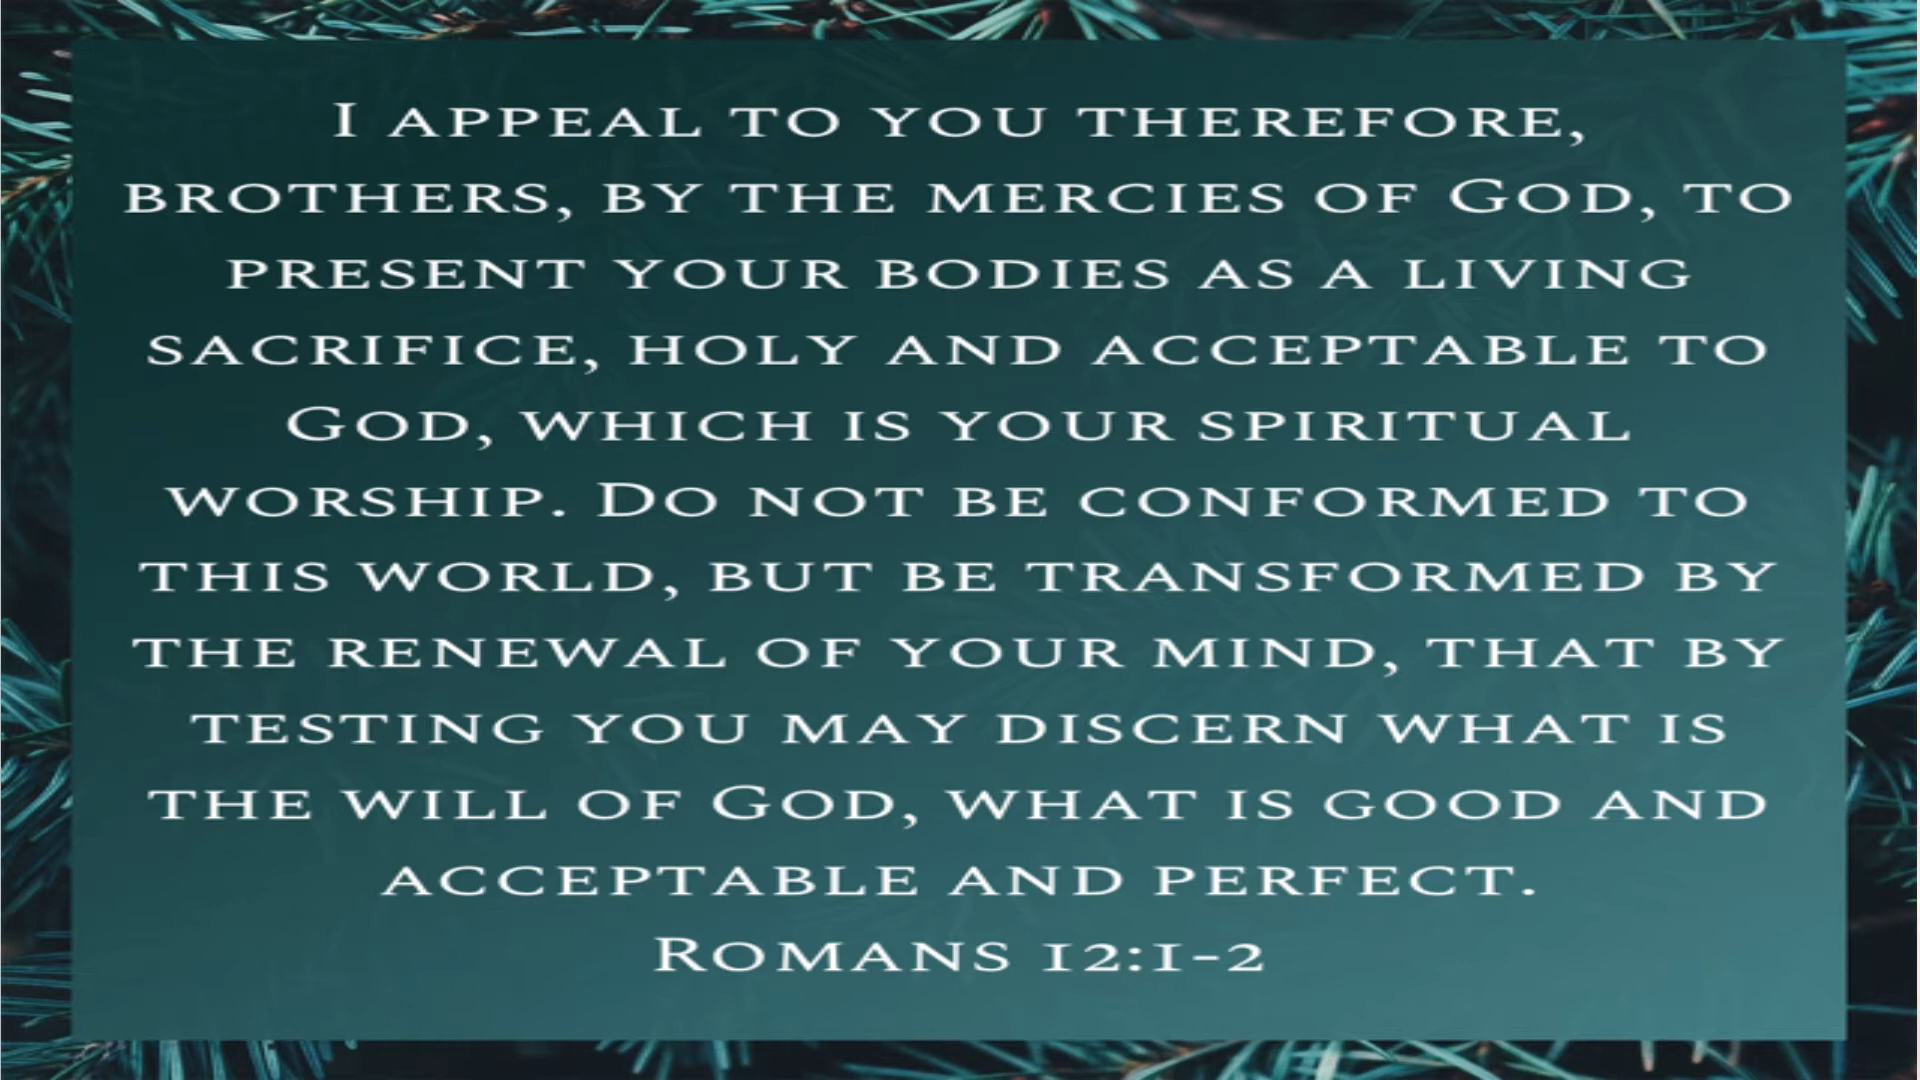 I appeal to you therefore,
brothers, by the mercies of God, to
present your bodies as a living
sacrifice, holy and acceptable to
God, which is your spiritual
worship. Do not be conformed to
this world, but be transformed by
the renewal of your mind, that by
testing you may discern what is
the will of God, what is good and
acceptable and perfect.
Romans 12:1-2